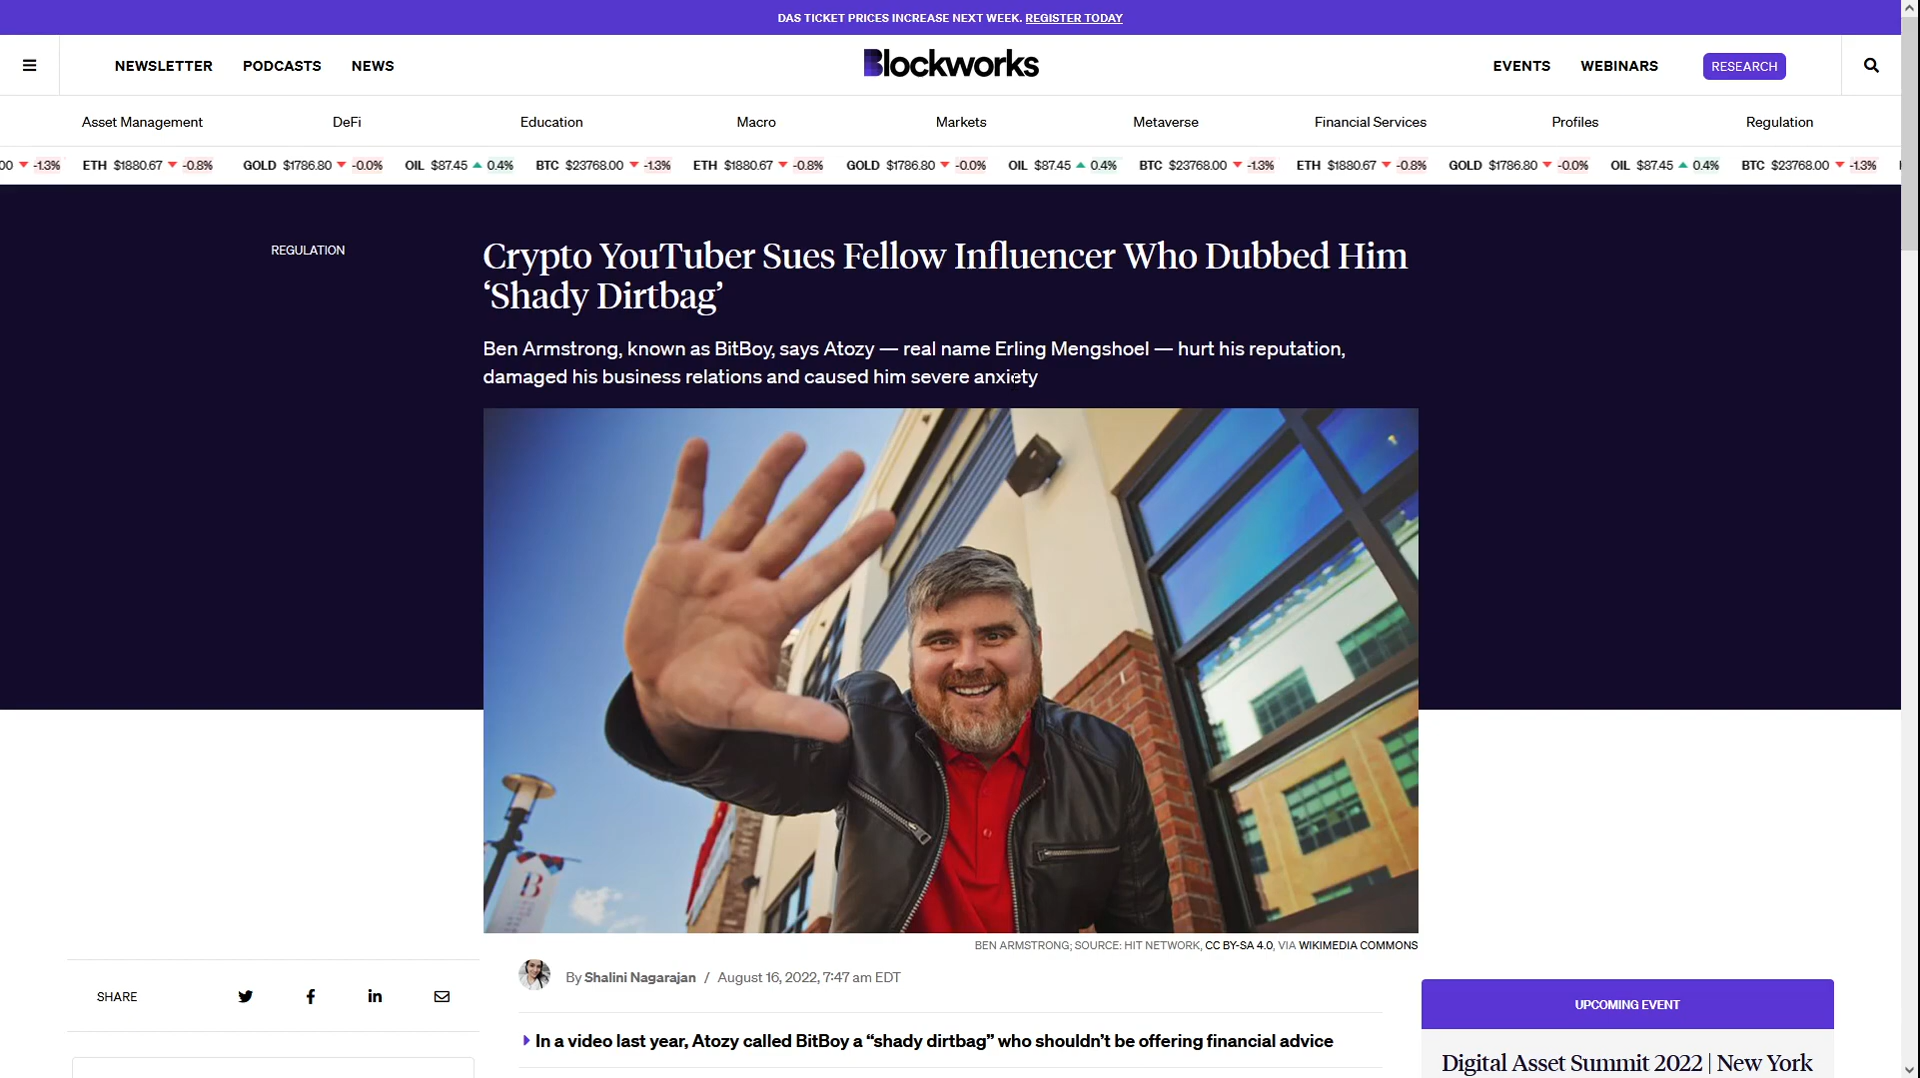 DAS TICKET PRICES INCREASE NEXT WEEK. REGISTER TODAY
NEWSLETTER PODCASTS NEWS Blockworks EVENTS WEBINARS RESEARCH
Asset Management DeFi Education Macro Markets Metaverse Financial Services Profiles Regulation
00 -1.3% ETH $1880.67 -0.8% GOLD $1786.80 -0.0% OIL $87.45 0.4% BTC $23768.00 -1.3% ETH $1880.67 -0.8% GOLD $1786.80 -0.0% OIL $87.45 0.4% BTC $23768.00 -1.3% ETH $1880.67 -0.8% GOLD $1786.80 -0.0% OIL $87.45 0.4% BTC $23768.00 -1.3%
REGULATION
Crypto YouTuber Sues Fellow Influencer Who Dubbed Him
‘Shady Dirtbag’
Ben Armstrong, known as BitBoy, says Atozy — real name Erling Mengshoel — hurt his reputation,
damaged his business relations and caused him severe anxiety
B
BEN ARMSTRONG; SOURCE: HIT NETWORK, CC BY-SA 4.0, VIA WIKIMEDIA COMMONS
By Shalini Nagarajan / August 16, 2022, 7:47 am EDT
SHARE
In a video last year, Atozy called BitBoy a “shady dirtbag” who shouldn’t be offering financial advice
UPCOMING EVENT
Digital Asset Summit 2022 | New York